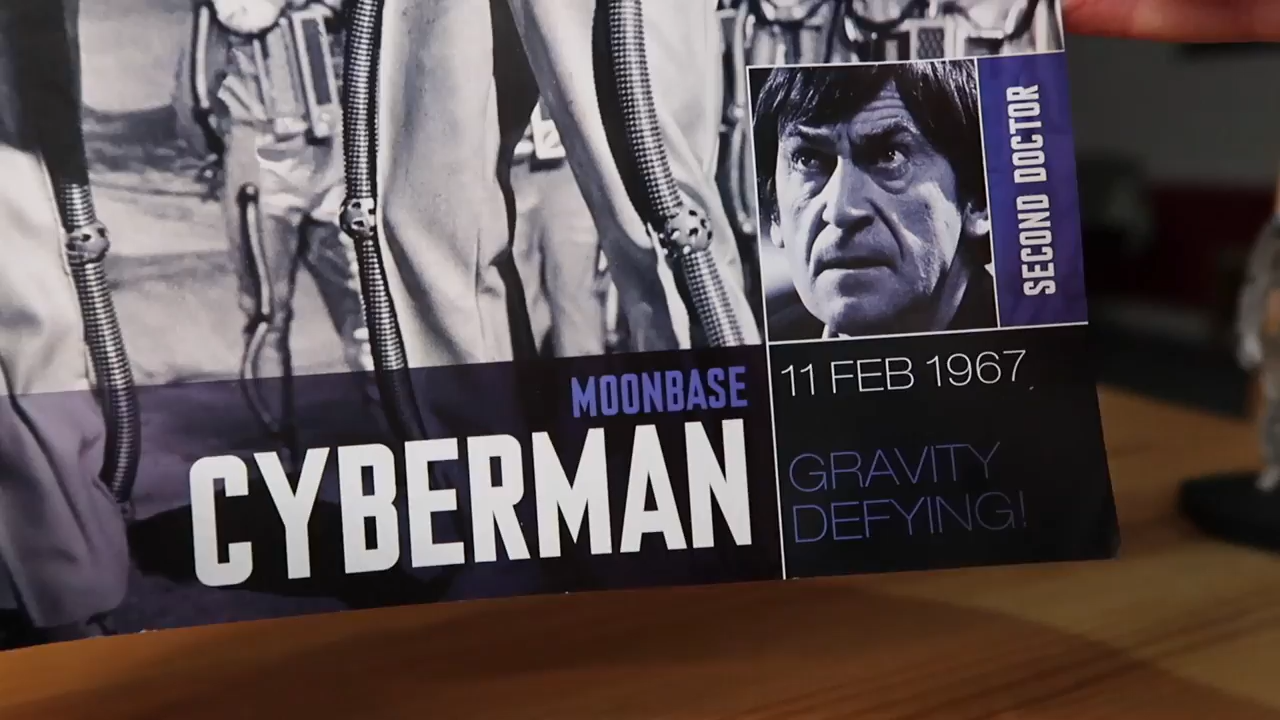 SECOND DOCTOR
MOONBASE
CYBERMAN
11 FEB 1967
GRAVITY
DEFYING!